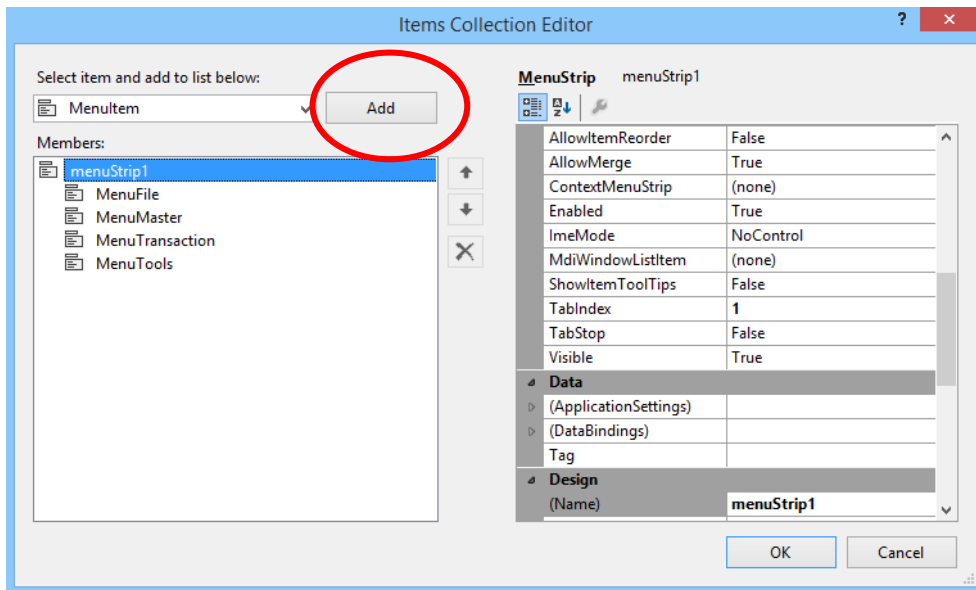 Items Collection Editor
?
Select item and add to list below:
MenuItem
Add
Members:
menuStrip1
MenuFile
MenuMaster
MenuTransaction
MenuTools
MenuStrip menuStrip1
AllowItemReorder False
AllowMerge True
ContextMenuStrip (none)
Enabled True
ImeMode NoControl
MdiWindowListItem (none)
ShowItemToolTips False
TabIndex 1
TabStop False
Visible True
Data
(ApplicationSettings)
(DataBindings)
Tag
Design
(Name) menuStrip1
OK Cancel